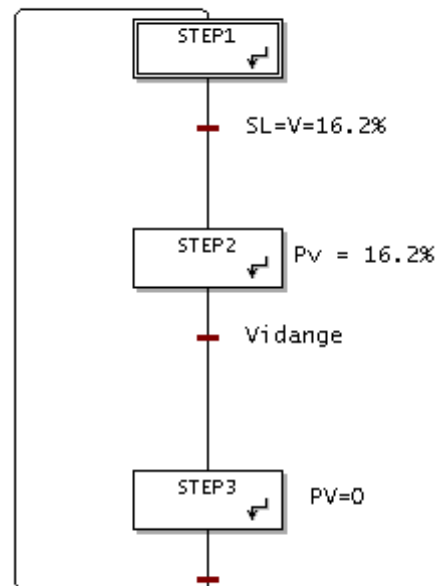 STEP1
SL=V=16.2%
STEP2
Pv = 16.2%
Vidange
STEP3
PV=0